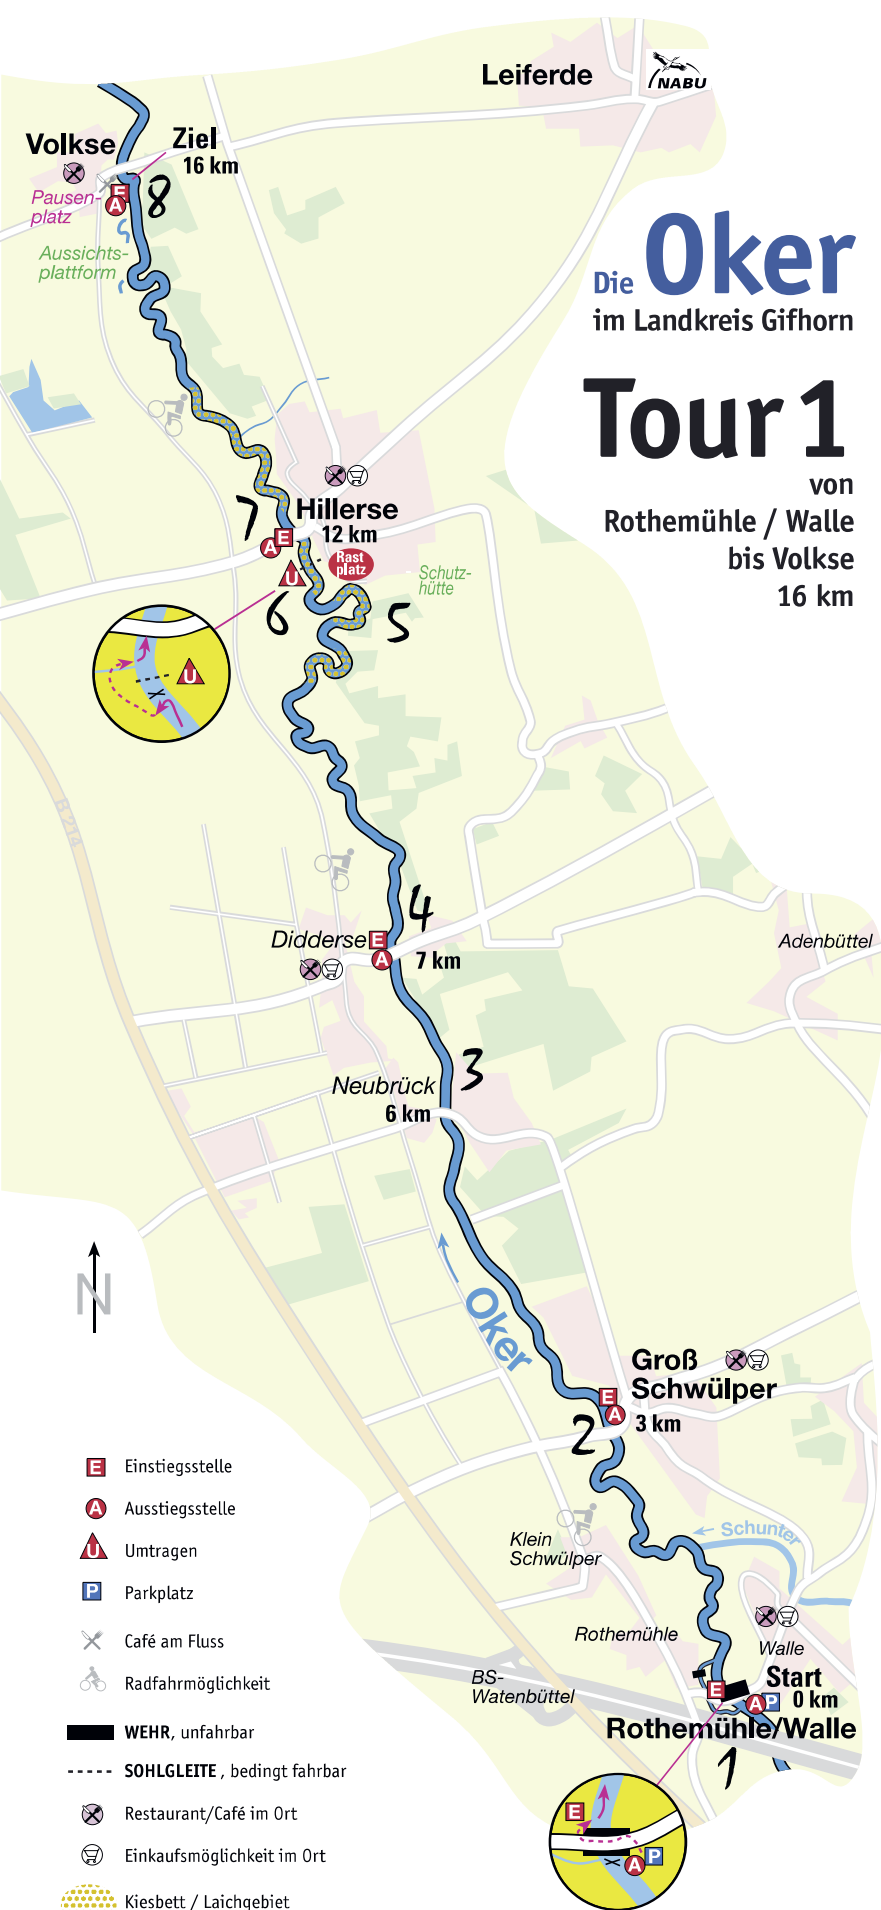 Leiferde
NABU
Volkse
Ziel
16 km
Pausen-
platz
E
A
8
Aussichts-
plattform
Die Oker
im Landkreis Gifhorn
Tour 1
von
Rothemühle / Walle
bis Volkse
16 km
7
Hillerse
12 km
E
A
Rast
platz
U
Schutz-
hütte
6
5
U
B 214
4
Didderse
E
A
7 km
Adenbüttel
3
Neubrück
6 km
N
Oker
Groß
Schwülper
E
A
3 km
2
Klein
Schwülper
Schunter
Rothemühle
Walle
BS-
Watenbüttel
Start
0 km
E
A
P
Rothemühle/Walle
1
E
A
P
E Einstiegsstelle
A Ausstiegsstelle
U Umtragen
P Parkplatz
Café am Fluss
Radfahrmöglichkeit
WEHR, unfahrbar
SOHLGLEITE , bedingt fahrbar
Restaurant/Café im Ort
Einkaufsmöglichkeit im Ort
Kiesbett / Laichgebiet